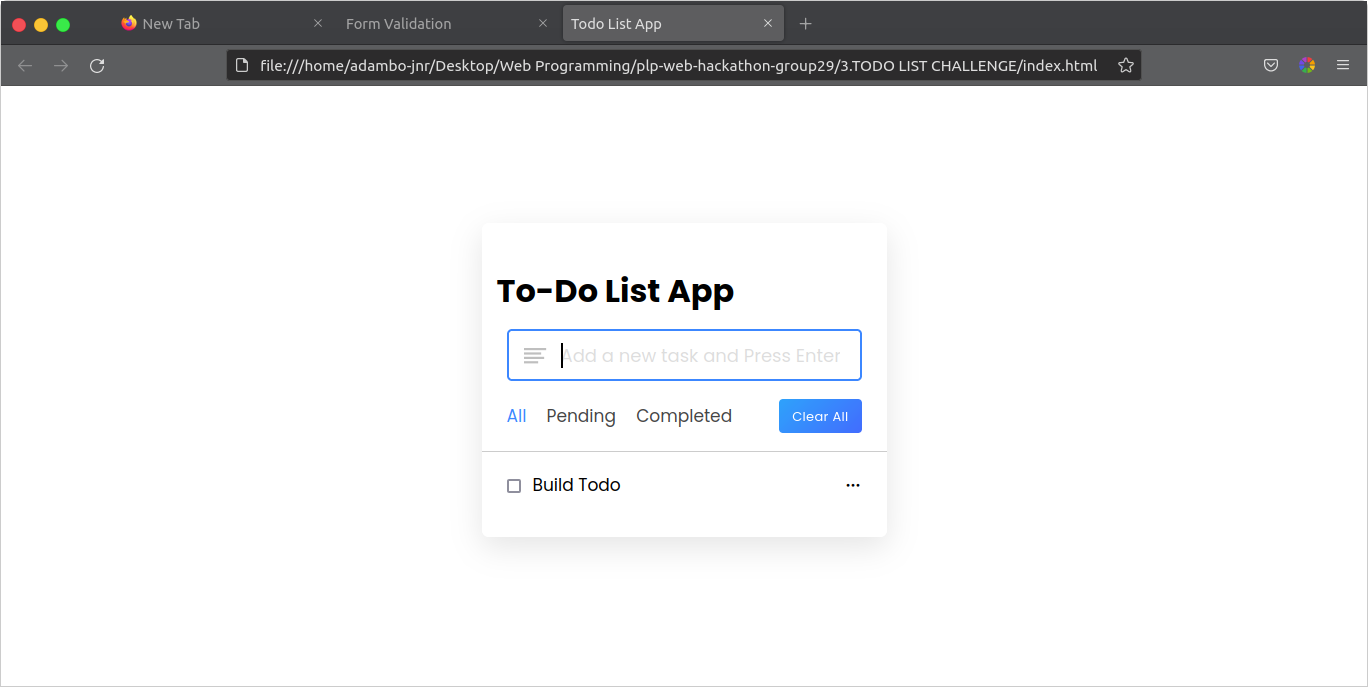 New Tab
Form Validation
Todo List App
file:///home/adambo-jnr/Desktop/Web Programming/plp-web-hackathon-group29/3.TODO LIST CHALLENGE/index.html
To-Do List App
Add a new task and Press Enter
All Pending Completed Clear All
Build Todo